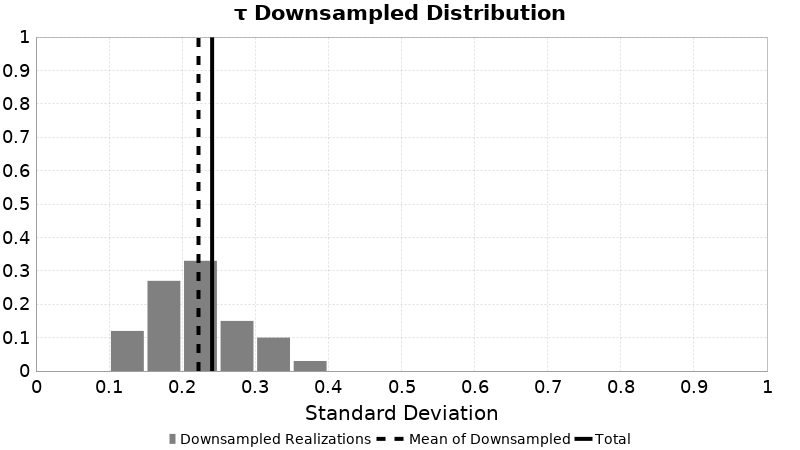 τ Downsampled Distribution
1
0.9
0.8
0.7
0.6
0.5
0.4
0.3
0.2
0.1
0
0 0.1 0.2 0.3 0.4 0.5 0.6 0.7 0.8 0.9 1
Standard Deviation
Downsampled Realizations Mean of Downsampled Total